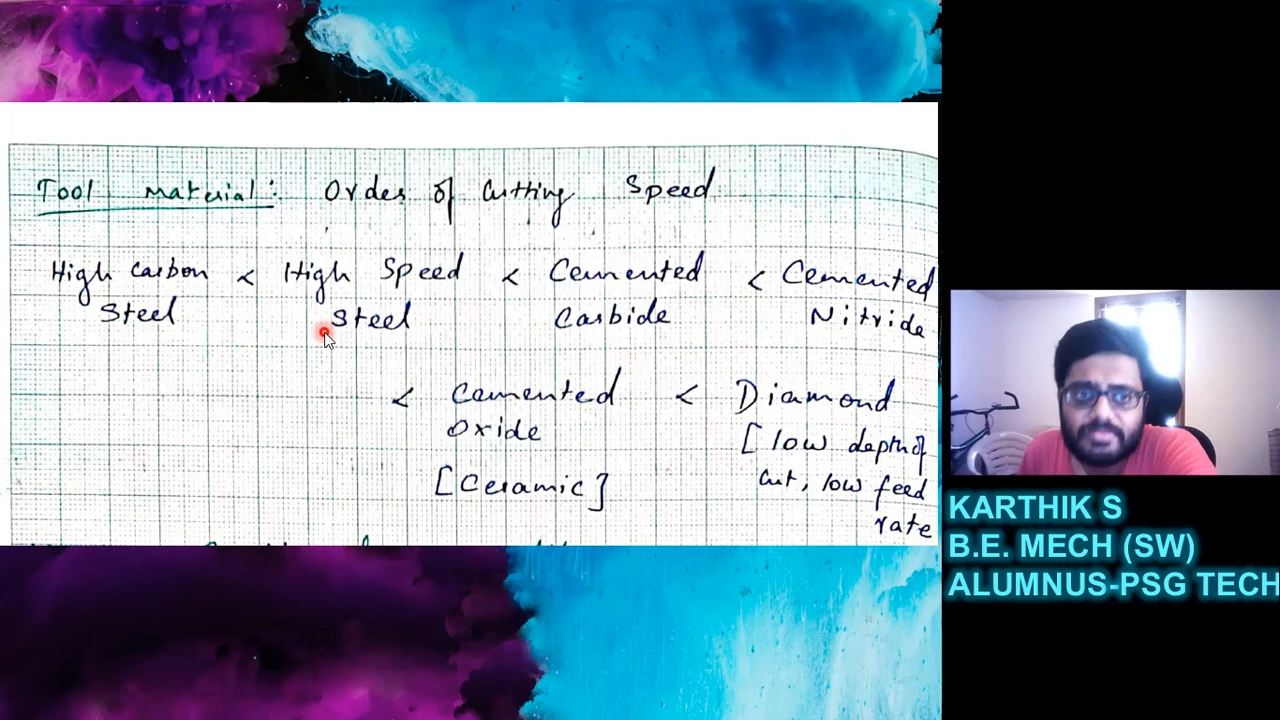 Tool material: Order of Cutting Speed
High Carbon < High Speed < Cemented < Cemented
Steel Steel Carbide Nitride
< Cemented < Diamond
Oxide [low depth of
[Ceramic] cut, low feed
rate
KARTHIK S
B.E. MECH (SW)
ALUMNUS-PSG TECH